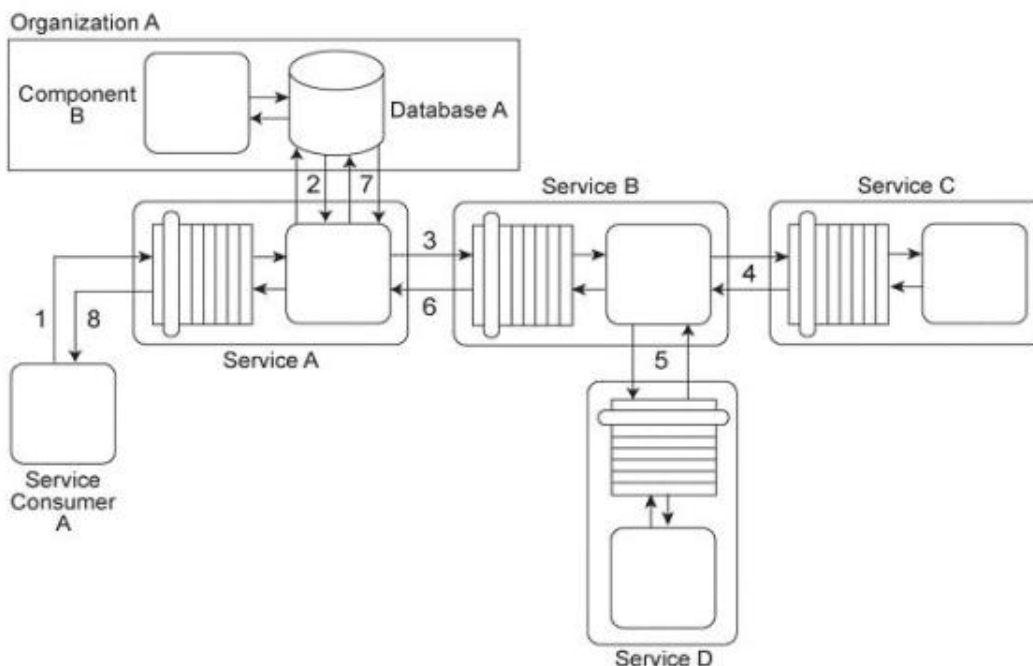 Organization A
Component
B
Database A
2
7
Service B
Service C
3
4
6
1
8
Service A
5
Service
Consumer
A
Service D